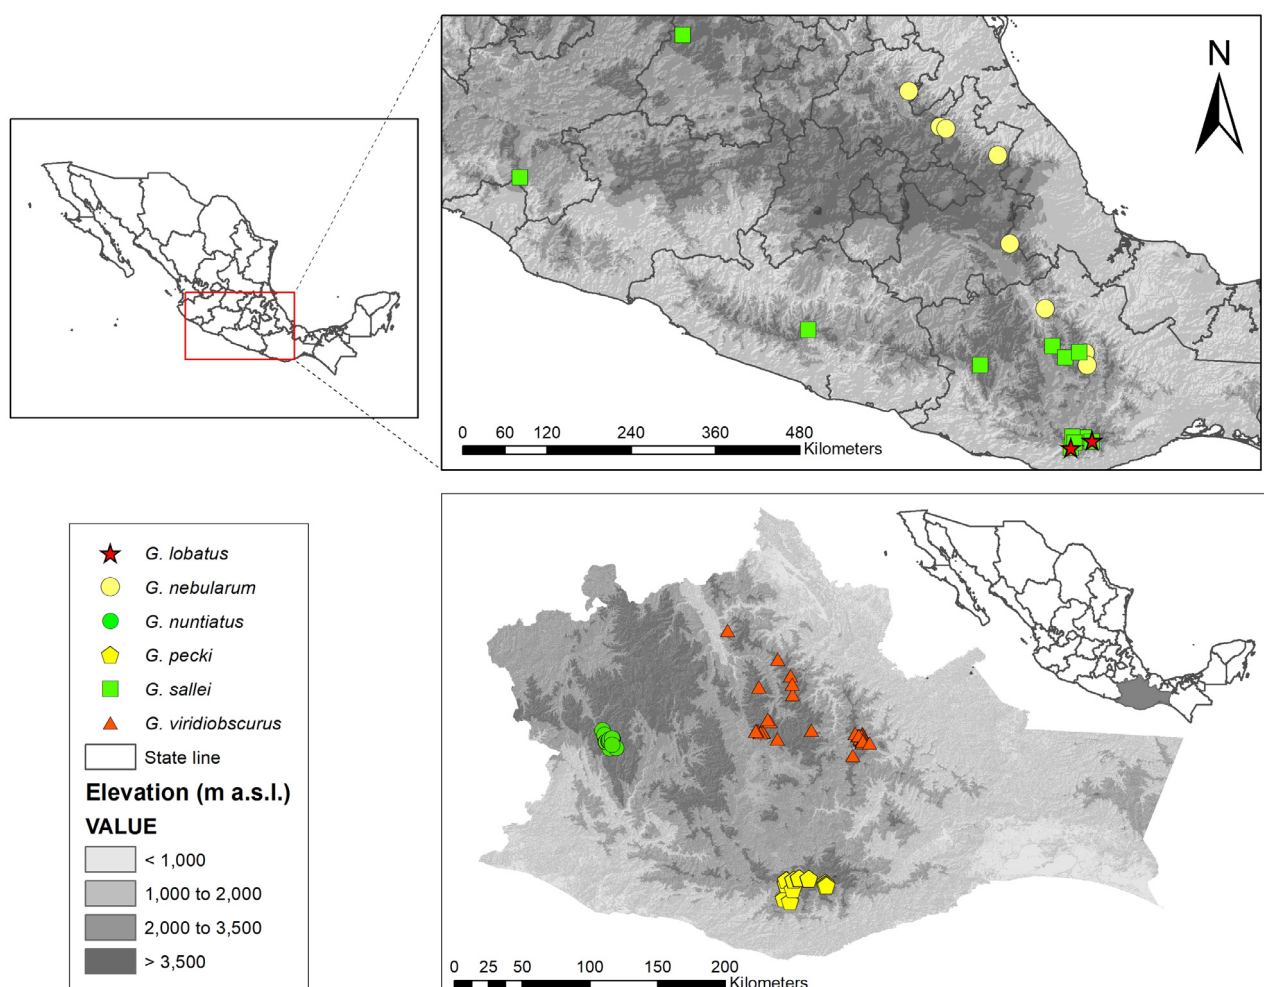 N
0 60 120 240 360 480
Kilometers
G. lobatus
G. nebularum
G. nuntiatus
G. pecki
G. sallei
G. viridiobscurus
State line
Elevation (m a.s.l.)
VALUE
< 1,000
1,000 to 2,000
2,000 to 3,500
> 3,500
0 25 50 100 150 200
Kilometers